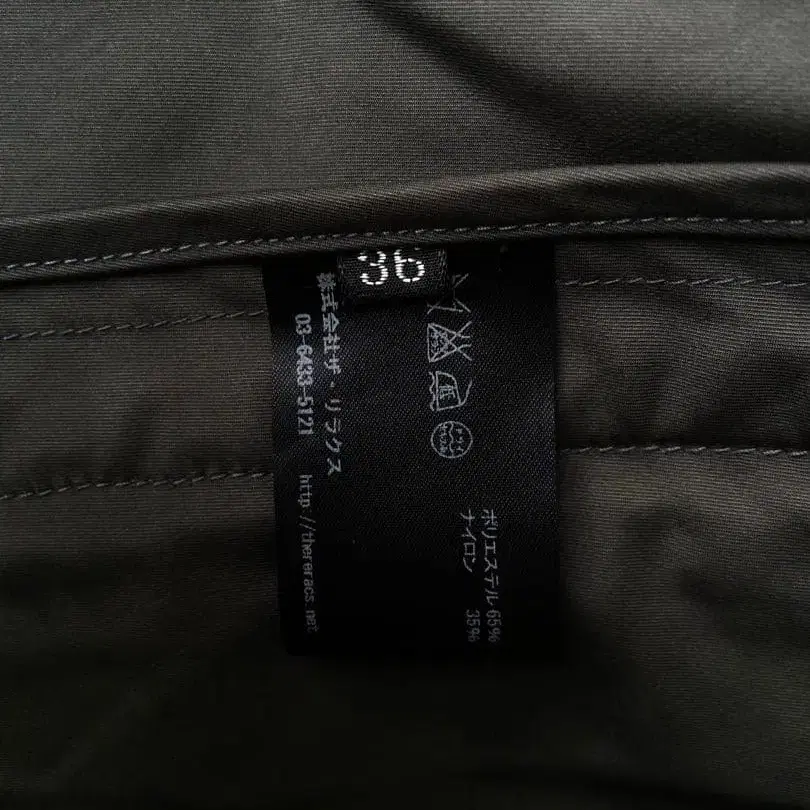 36
ポリエステル 65%
ナイロン 35%
株式会社ザ・リラクス
03-6433-5121 http://thereracs.net